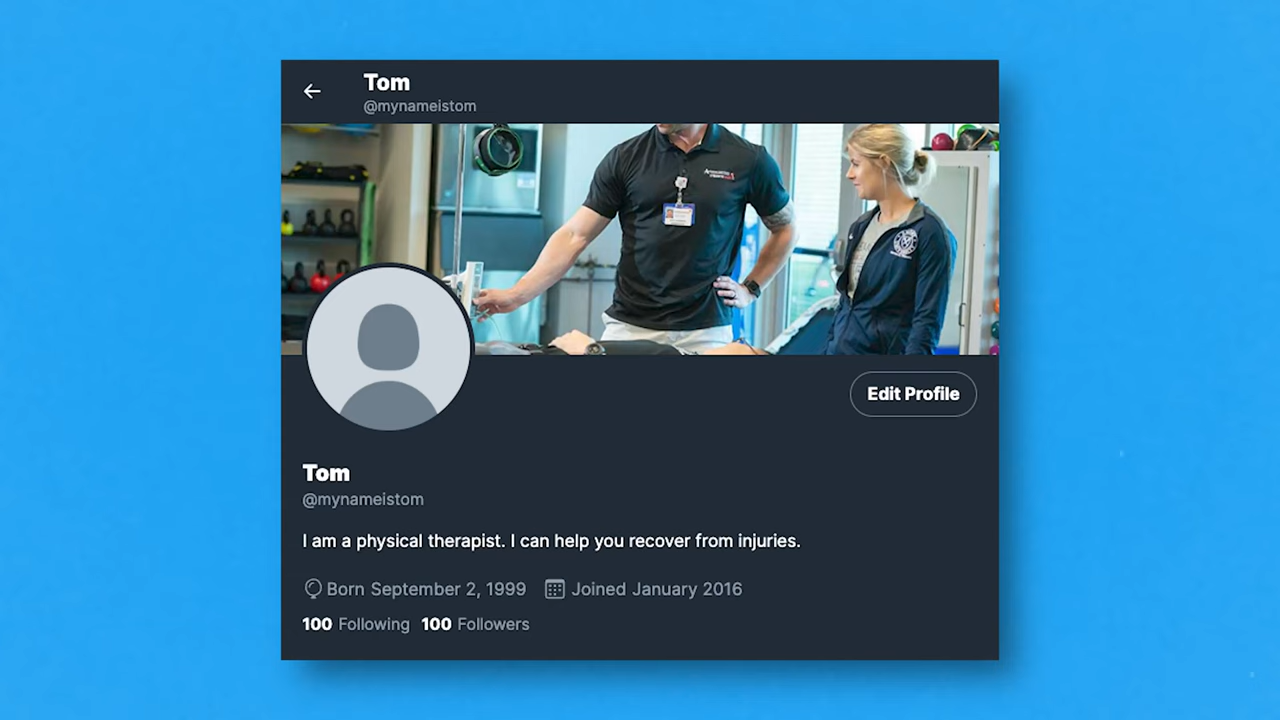 Tom
@mynameistom
Edit Profile
Tom
@mynameistom
I am a physical therapist. I can help you recover from injuries.
Born September 2, 1999 Joined January 2016
100 Following 100 Followers